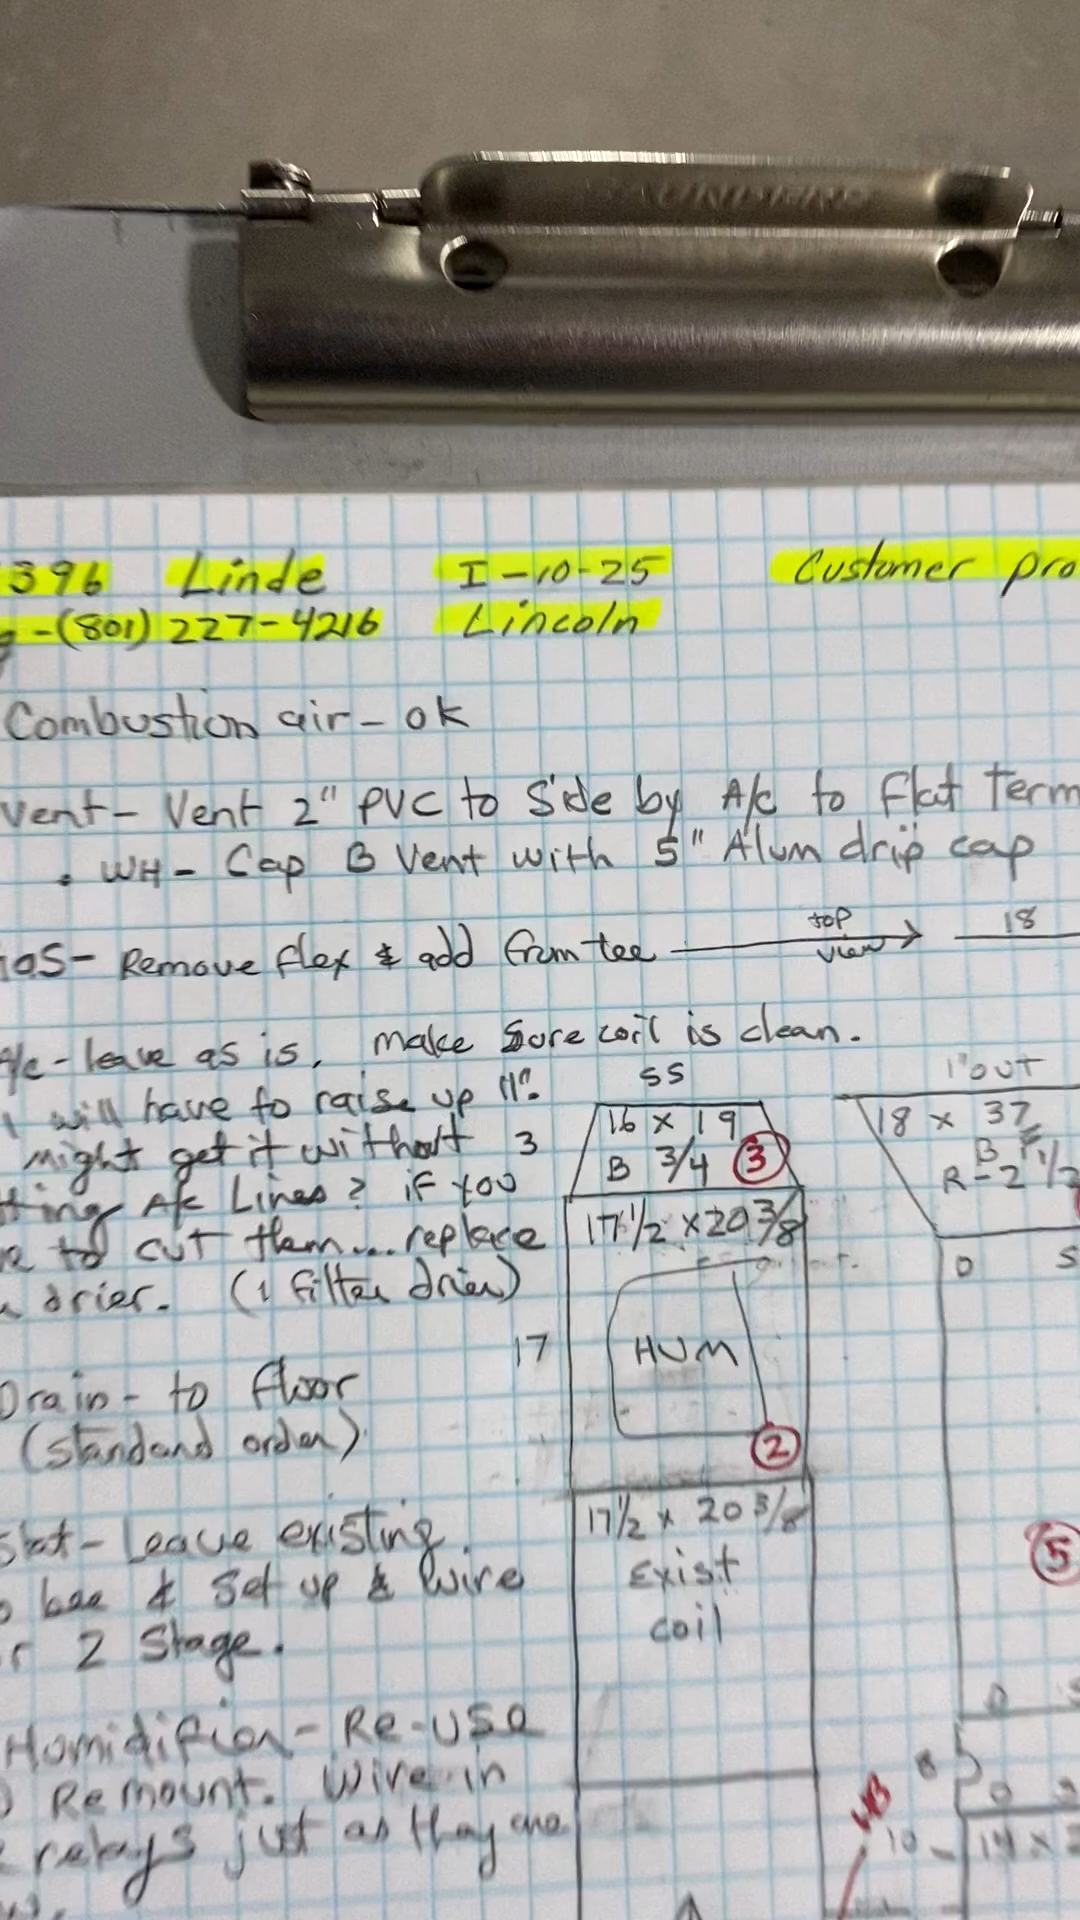 396 Linde I-10-25 Customer pro
-(801) 227-4216 Lincoln
Combustion air - ok
Vent - Vent 2" PVC to Side by A/c to flat Term
• WH - Cap B Vent with 5" Alum drip cap
Remove flex & add from tee top view 18
A/c - leave as is, make sure coil is clean.
will have to raise up 11".
might get it without
A/c Lines? if you
to cut them... replace
drier. (1 filter drier)
Drain - to floor
(standard order)
Leave existing.
& set up & wire
2 Stage.
Humidifier - Re-use
Remount. Wire in
relays just as they are
SS
16 x 19
3
B 3/4 ③
17 1/2 x 20 3/8
17
HUM
②
17 1/2 x 20 3/8
Exist
coil
1" OUT
18 x 37
B
R-2 1/2
O S
⑤
8
10